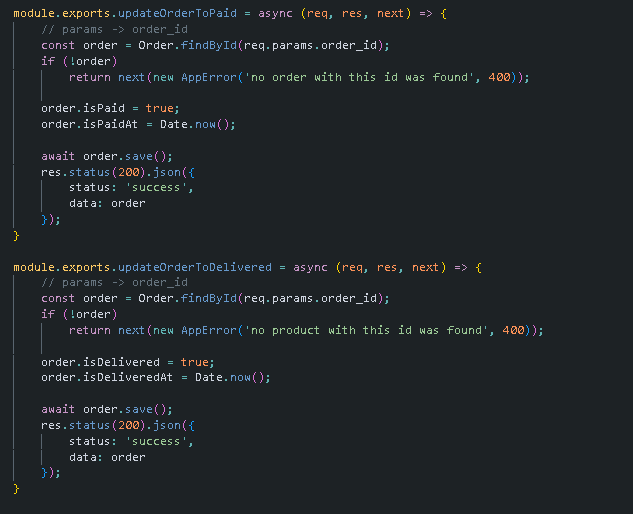 module.exports.updateOrderToPaid = async (req, res, next) => {
    // params -> order_id
    const order = Order.findById(req.params.order_id);
    if (!order)
        return next(new AppError('no order with this id was found', 400));

    order.isPaid = true;
    order.isPaidAt = Date.now();

    await order.save();
    res.status(200).json({
        status: 'success',
        data: order
    });
}

module.exports.updateOrderToDelivered = async (req, res, next) => {
    // params -> order_id
    const order = Order.findById(req.params.order_id);
    if (!order)
        return next(new AppError('no product with this id was found', 400));

    order.isDelivered = true;
    order.isDeliveredAt = Date.now();

    await order.save();
    res.status(200).json({
        status: 'success',
        data: order
    });
}